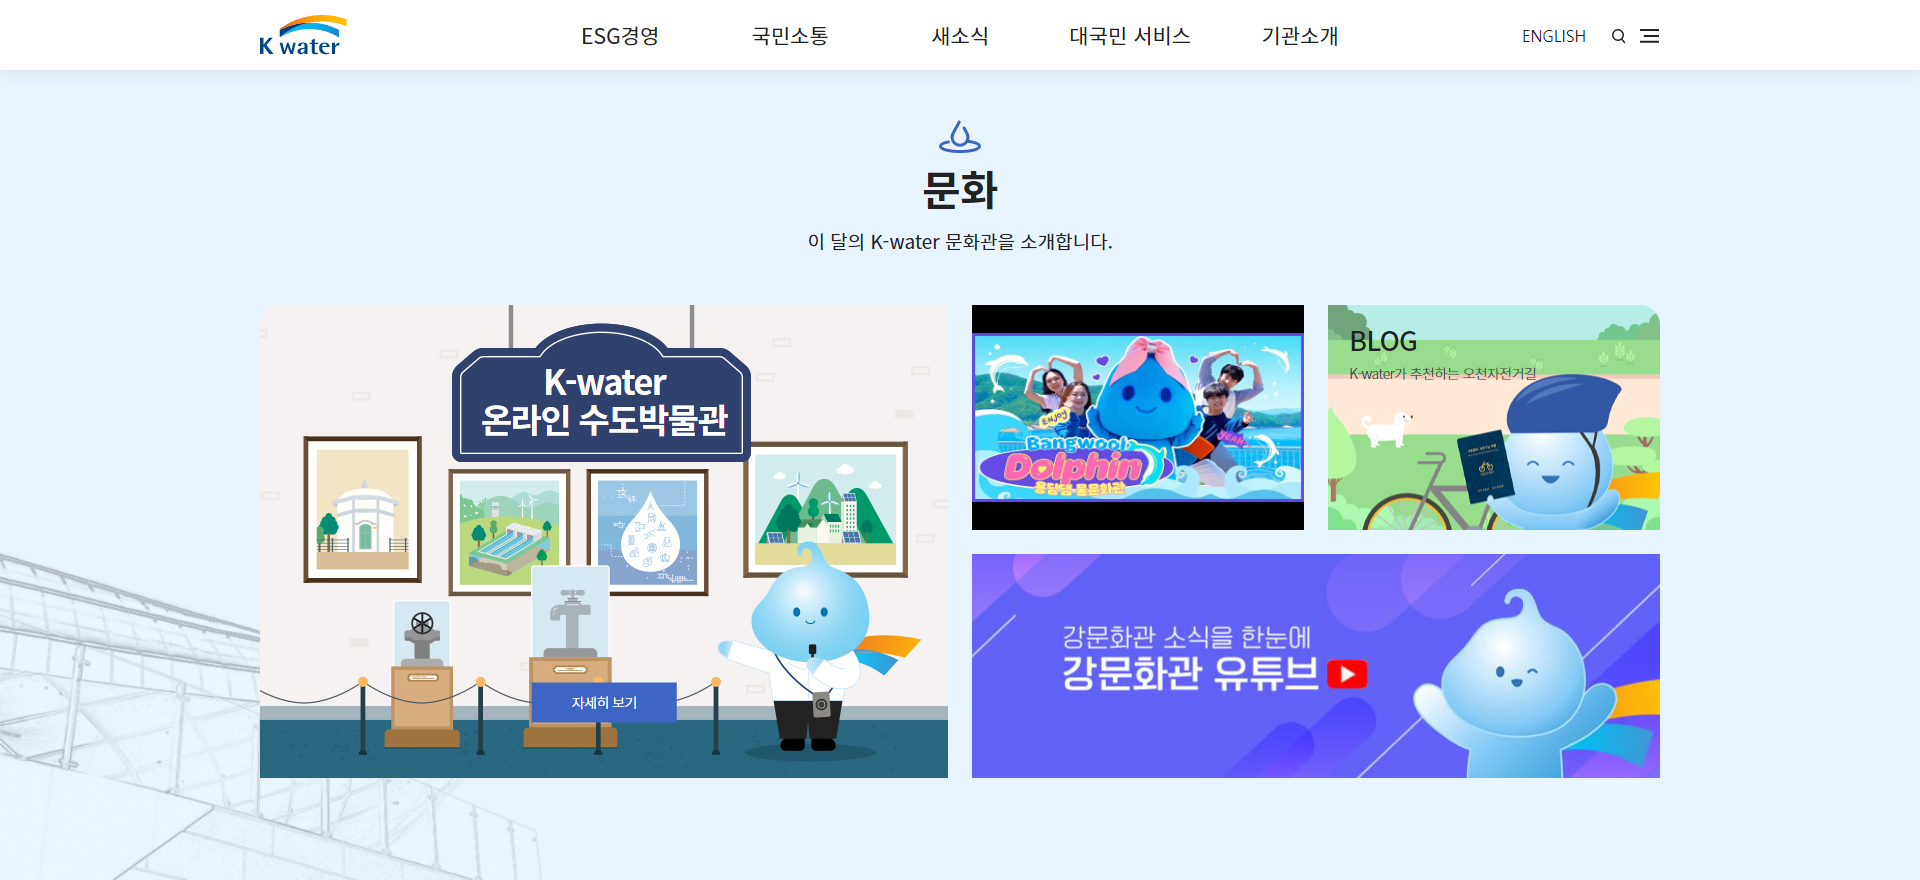 K water
ESG경영
국민소통
새소식
대국민 서비스
기관소개
ENGLISH
문화
이 달의 K-water 문화관을 소개합니다.
K-water
온라인 수도박물관
자세히 보기
ENJOY
YEAH
Bangwool
Dolphin
용담댐·물문화관
BLOG
K-water가 추천하는 오천자전거길
강문화관 소식을 한눈에
강문화관 유튜브